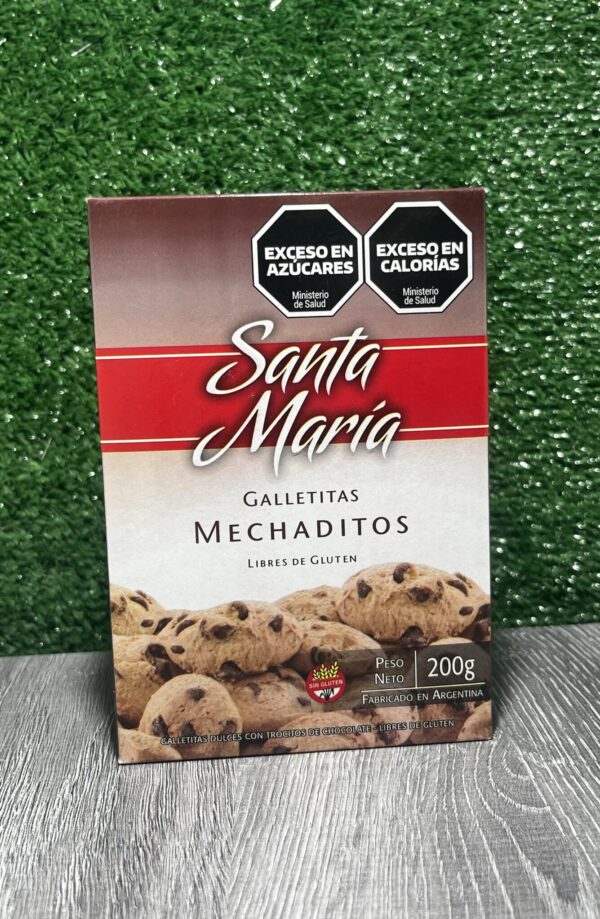 EXCESO EN
AZÚCARES
Ministerio
de Salud
EXCESO EN
CALORÍAS
Ministerio
de Salud
Santa
María
GALLETITAS
MECHADITOS
LIBRES DE GLUTEN
SIN GLUTEN
PESO
NETO
200g
FABRICADO EN ARGENTINA
GALLETITAS DULCES CON TROCITOS DE CHOCOLATE - LIBRES DE GLUTEN